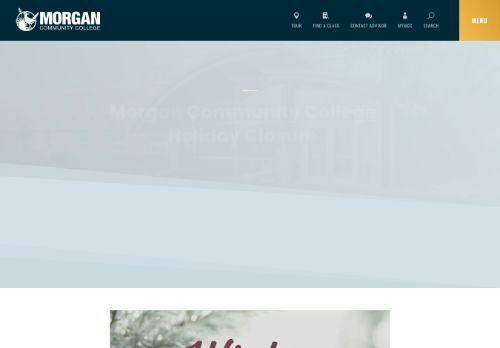 MORGAN
COMMUNITY COLLEGE
TOUR
FIND A CLASS
CONTACT ADVISOR
MYMCC
SEARCH
MENU
Morgan Community College
Holiday Closure